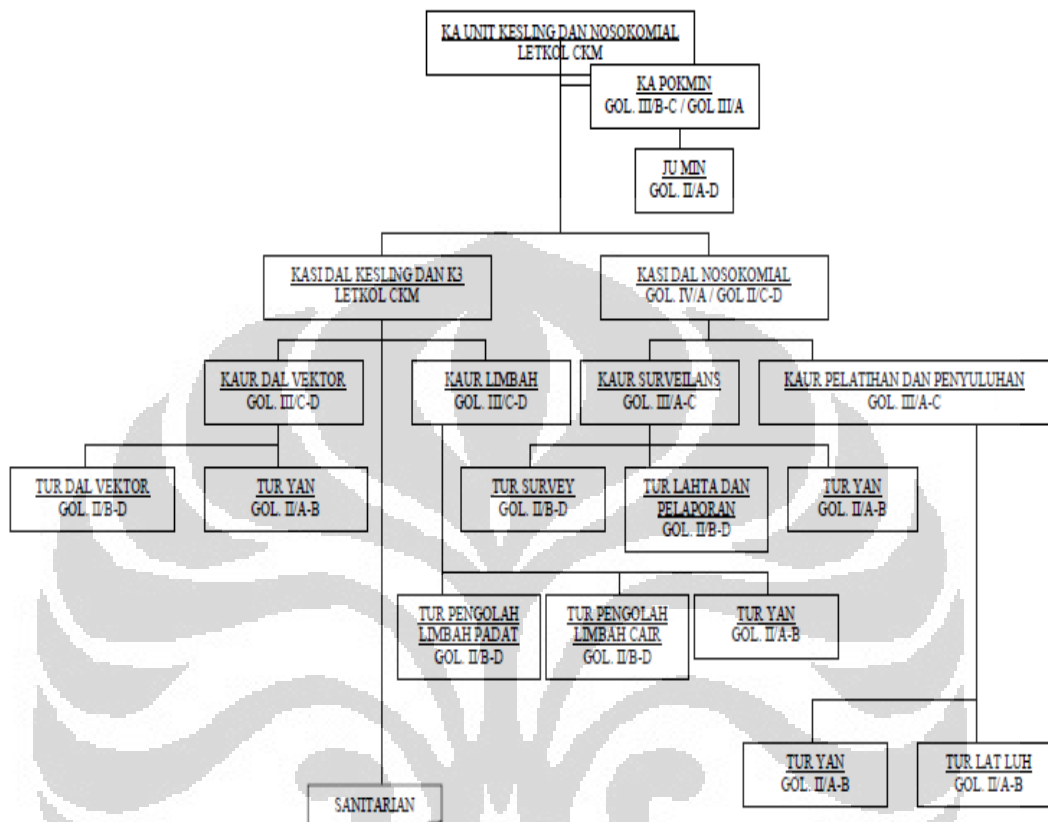 KA UNIT KESLING DAN NOSOKOMIAL
LETKOL CKM
KA POKMIN
GOL. III/B-C / GOL III/A
JU MIN
GOL. II/A-D
KASI DAL KESLING DAN K3
LETKOL CKM
KASI DAL NOSOKOMIAL
GOL. IV/A / GOL II/C-D
KAUR DAL VEKTOR
GOL. III/C-D
KAUR LIMBAH
GOL. III/C-D
KAUR SURVEILANS
GOL. III/A-C
KAUR PELATIHAN DAN PENYULUHAN
GOL. III/A-C
TUR DAL VEKTOR
GOL. II/B-D
TUR YAN
GOL. II/A-B
TUR SURVEY
GOL. II/B-D
TUR LAHTA DAN
PELAPORAN
GOL. II/B-D
TUR YAN
GOL. II/A-B
TUR PENGOLAH
LIMBAH PADAT
GOL. II/B-D
TUR PENGOLAH
LIMBAH CAIR
GOL. II/B-D
TUR YAN
GOL. II/A-B
TUR YAN
GOL. II/A-B
TUR LAT LUH
GOL. II/A-B
SANITARIAN